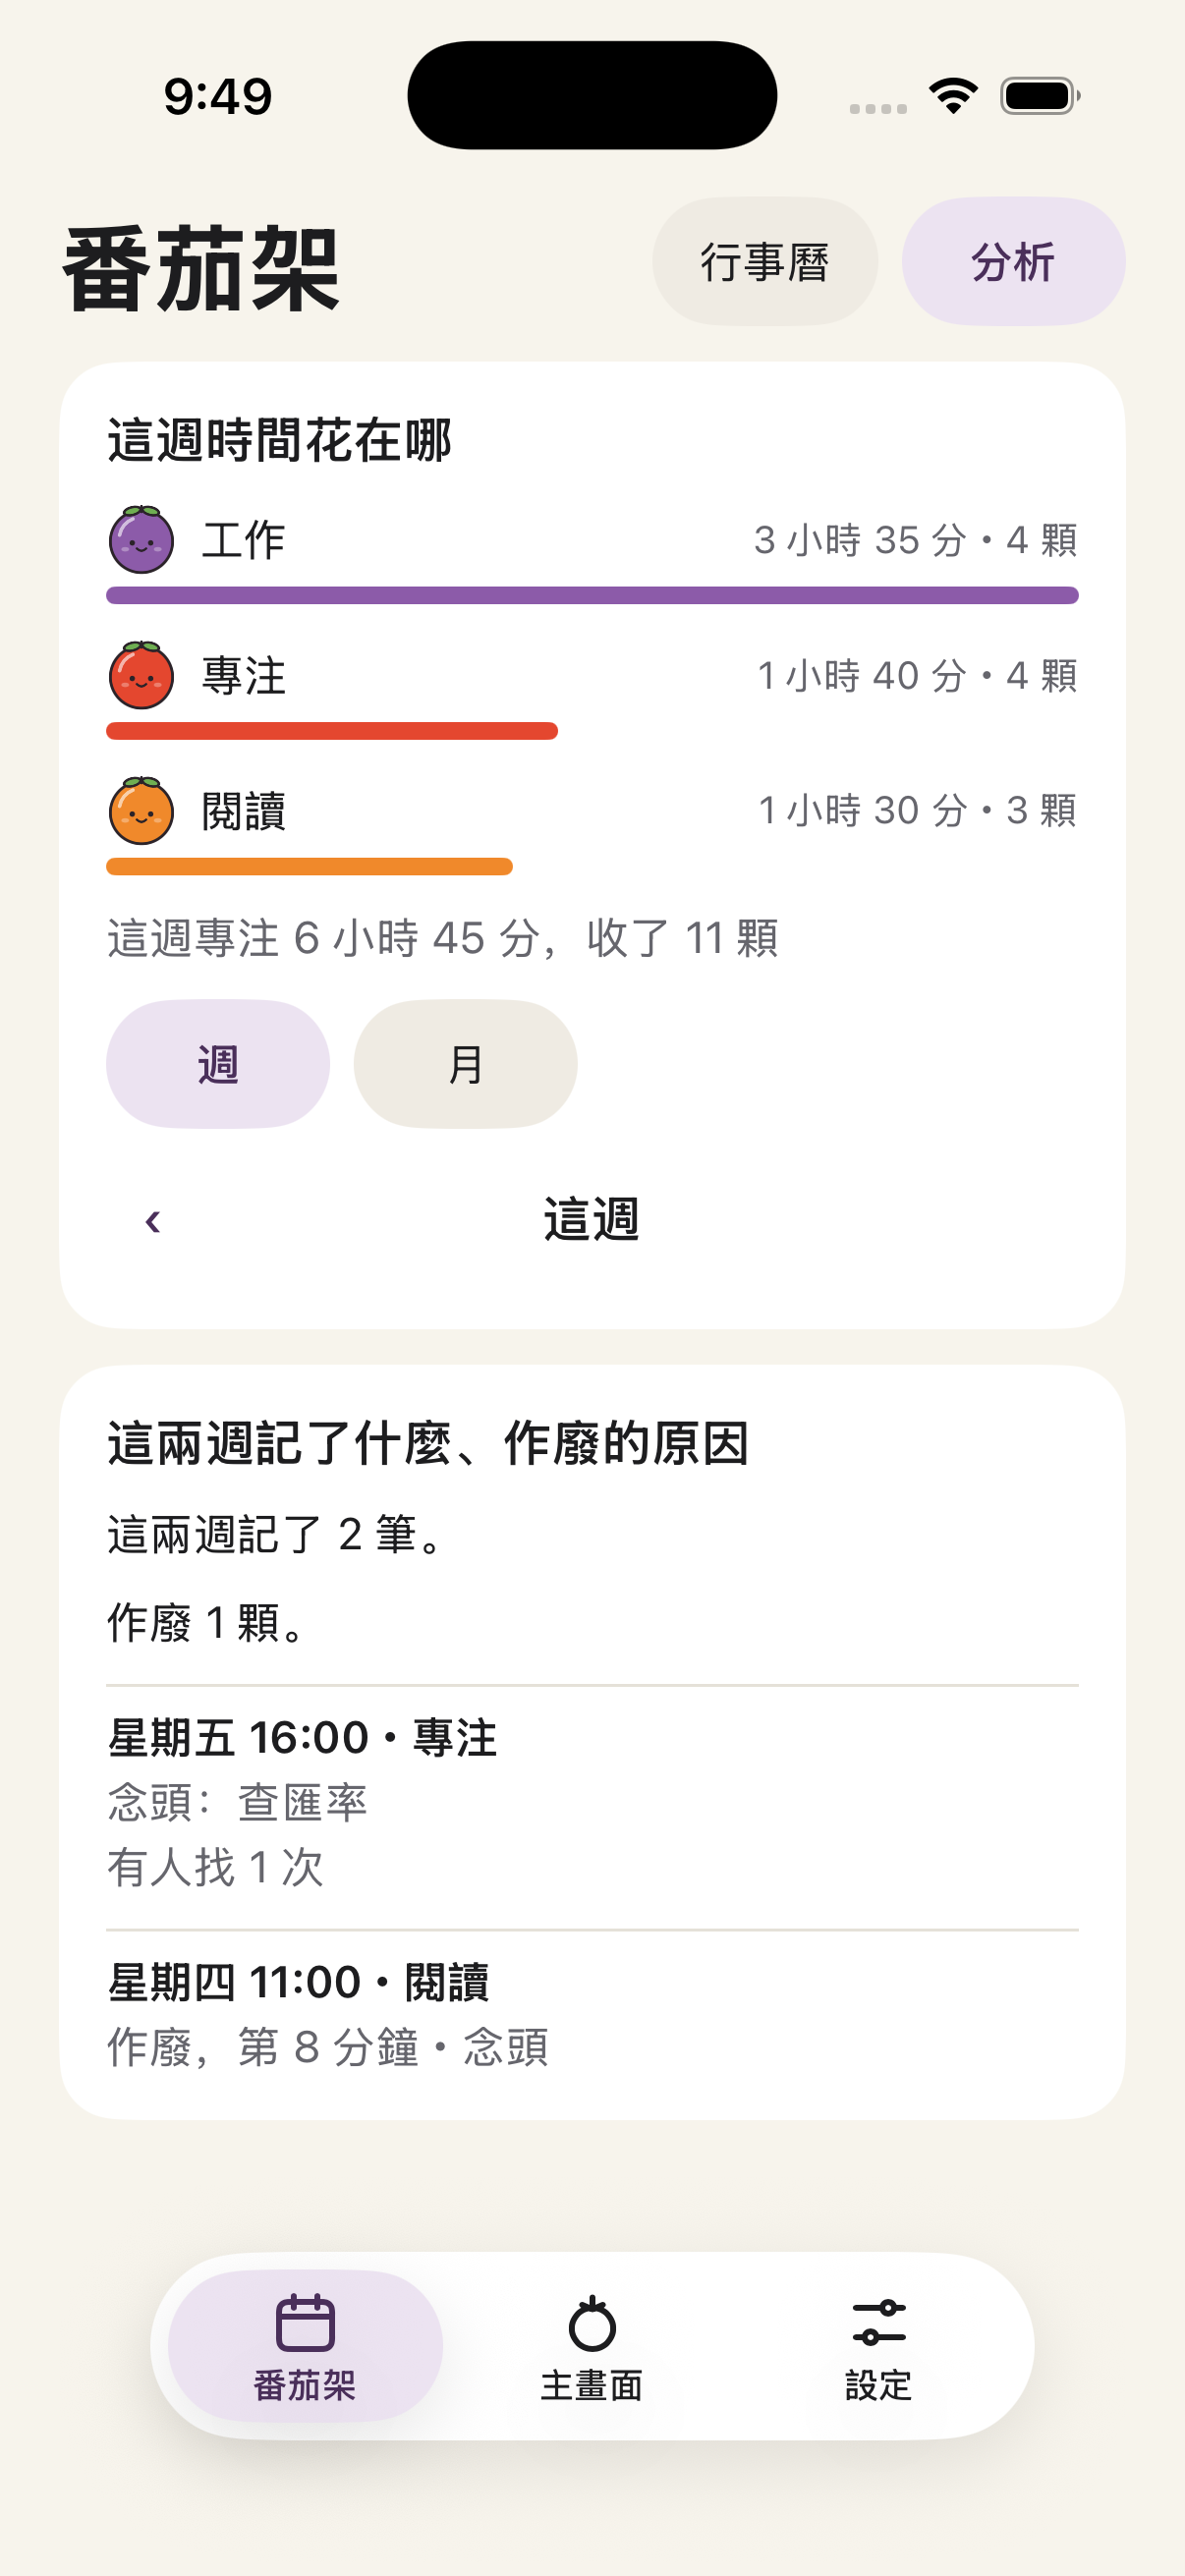 9:49
番茄架
行事曆
分析
這週時間花在哪
工作
3 小時 35 分・4 顆
專注
1 小時 40 分・4 顆
閱讀
1 小時 30 分・3 顆
這週專注 6 小時 45 分，收了 11 顆
週
月
‹
這週
這兩週記了什麼、作廢的原因
這兩週記了 2 筆。
作廢 1 顆。
星期五 16:00・專注
念頭：查匯率
有人找 1 次
星期四 11:00・閱讀
作廢，第 8 分鐘・念頭
番茄架
主畫面
設定